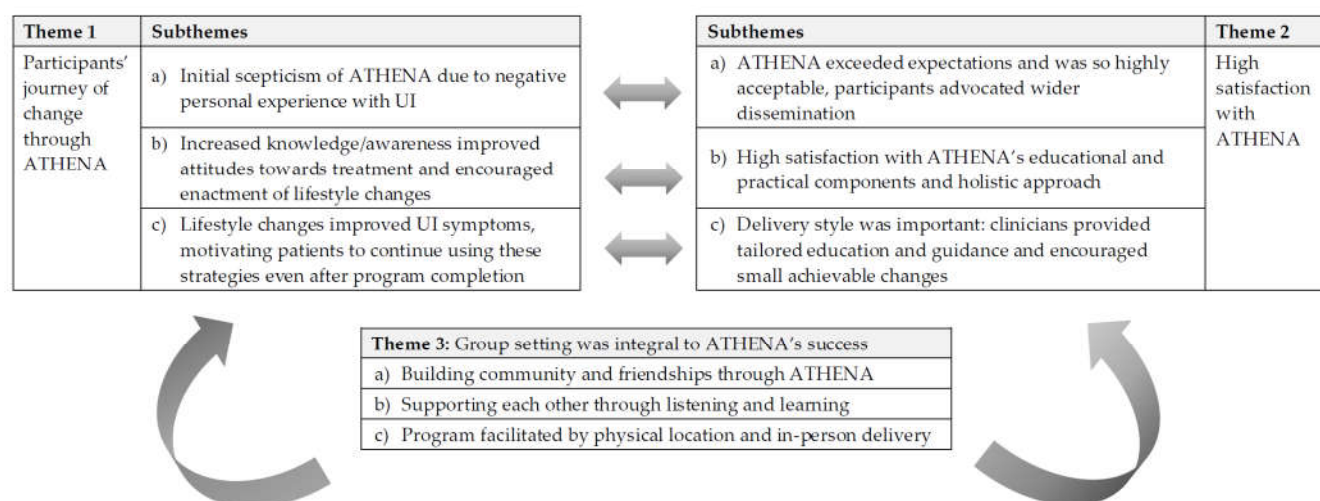 Theme 1
Subthemes
Participants’
journey of
change
through
ATHENA
a) Initial scepticism of ATHENA due to negative
personal experience with UI
b) Increased knowledge/awareness improved
attitudes towards treatment and encouraged
enactment of lifestyle changes
c) Lifestyle changes improved UI symptoms,
motivating patients to continue using these
strategies even after program completion
Subthemes
Theme 2
a) ATHENA exceeded expectations and was so highly
acceptable, participants advocated wider
dissemination
b) High satisfaction with ATHENA’s educational and
practical components and holistic approach
c) Delivery style was important: clinicians provided
tailored education and guidance and encouraged
small achievable changes
High
satisfaction
with
ATHENA
Theme 3: Group setting was integral to ATHENA’s success
a) Building community and friendships through ATHENA
b) Supporting each other through listening and learning
c) Program facilitated by physical location and in-person delivery